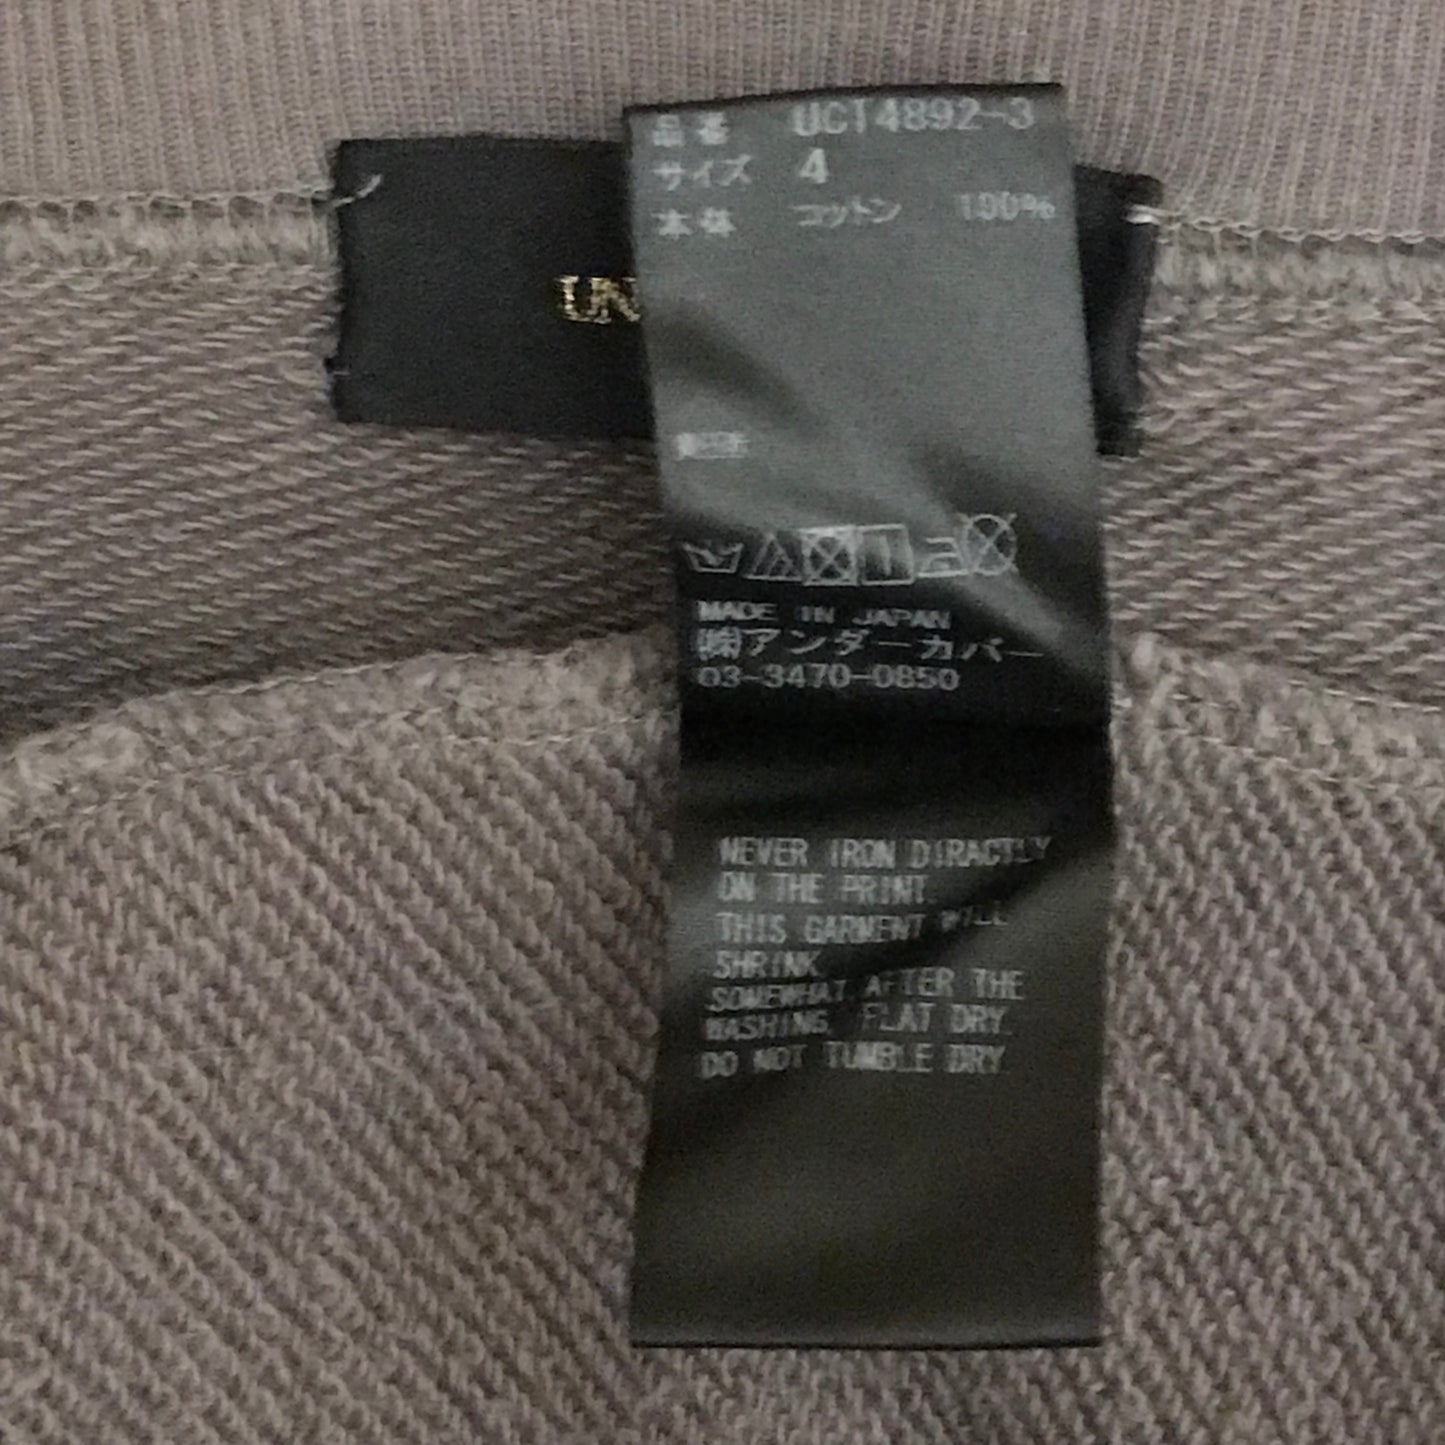 品番 UCT4892-3
サイズ 4
本体 コットン 100%
UN
MADE IN JAPAN
(株)アンダーカバー
03-3470-0850
NEVER IRON DIRACTLY
ON THE PRINT.
THIS GARMENT WILL
SHRINK
SOMEWHAT AFTER THE
WASHING. FLAT DRY.
DO NOT TUMBLE DRY.